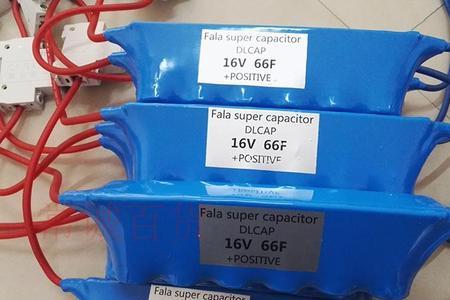 Fala super capacitor
DLCAP
16V 66F
+POSITIVE
Fala super capacitor
DLCAP
16V 66F
+POSITIVE
Fala super capacitor
DLCAP
16V 66F
+POSITIVE
Fala super capacitor